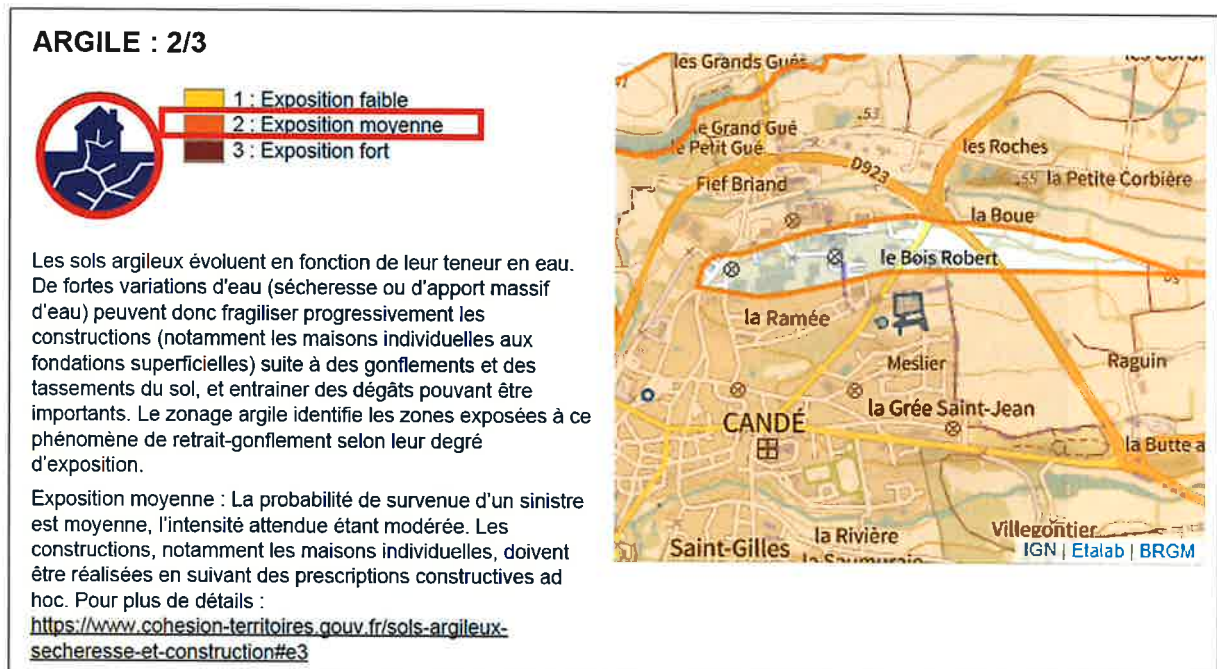 ARGILE : 2/3
1 : Exposition faible
2 : Exposition moyenne
3 : Exposition fort
Les sols argileux évoluent en fonction de leur teneur en eau.
De fortes variations d'eau (sécheresse ou d'apport massif
d'eau) peuvent donc fragiliser progressivement les
constructions (notamment les maisons individuelles aux
fondations superficielles) suite à des gonflements et des
tassements du sol, et entrainer des dégâts pouvant être
importants. Le zonage argile identifie les zones exposées à ce
phénomène de retrait-gonflement selon leur degré
d'exposition.
Exposition moyenne : La probabilité de survenue d'un sinistre
est moyenne, l'intensité attendue étant modérée. Les
constructions, notamment les maisons individuelles, doivent
être réalisées en suivant des prescriptions constructives ad
hoc. Pour plus de détails :
https://www.cohesion-territoires.gouv.fr/sols-argileux-
secheresse-et-construction#e3
les Grands Gués
.53
le Grand Gué
le Petit Gué
D923
les Roches
Fief Briand
.55 la Petite Corbière
la Boue
le Bois Robert
la Ramée
Meslier
Raguin
la Grée Saint-Jean
CANDÉ
la Butte a
la Rivière
Villegontier
Saint-Gilles
la Saumuraie
IGN | Etalab | BRGM